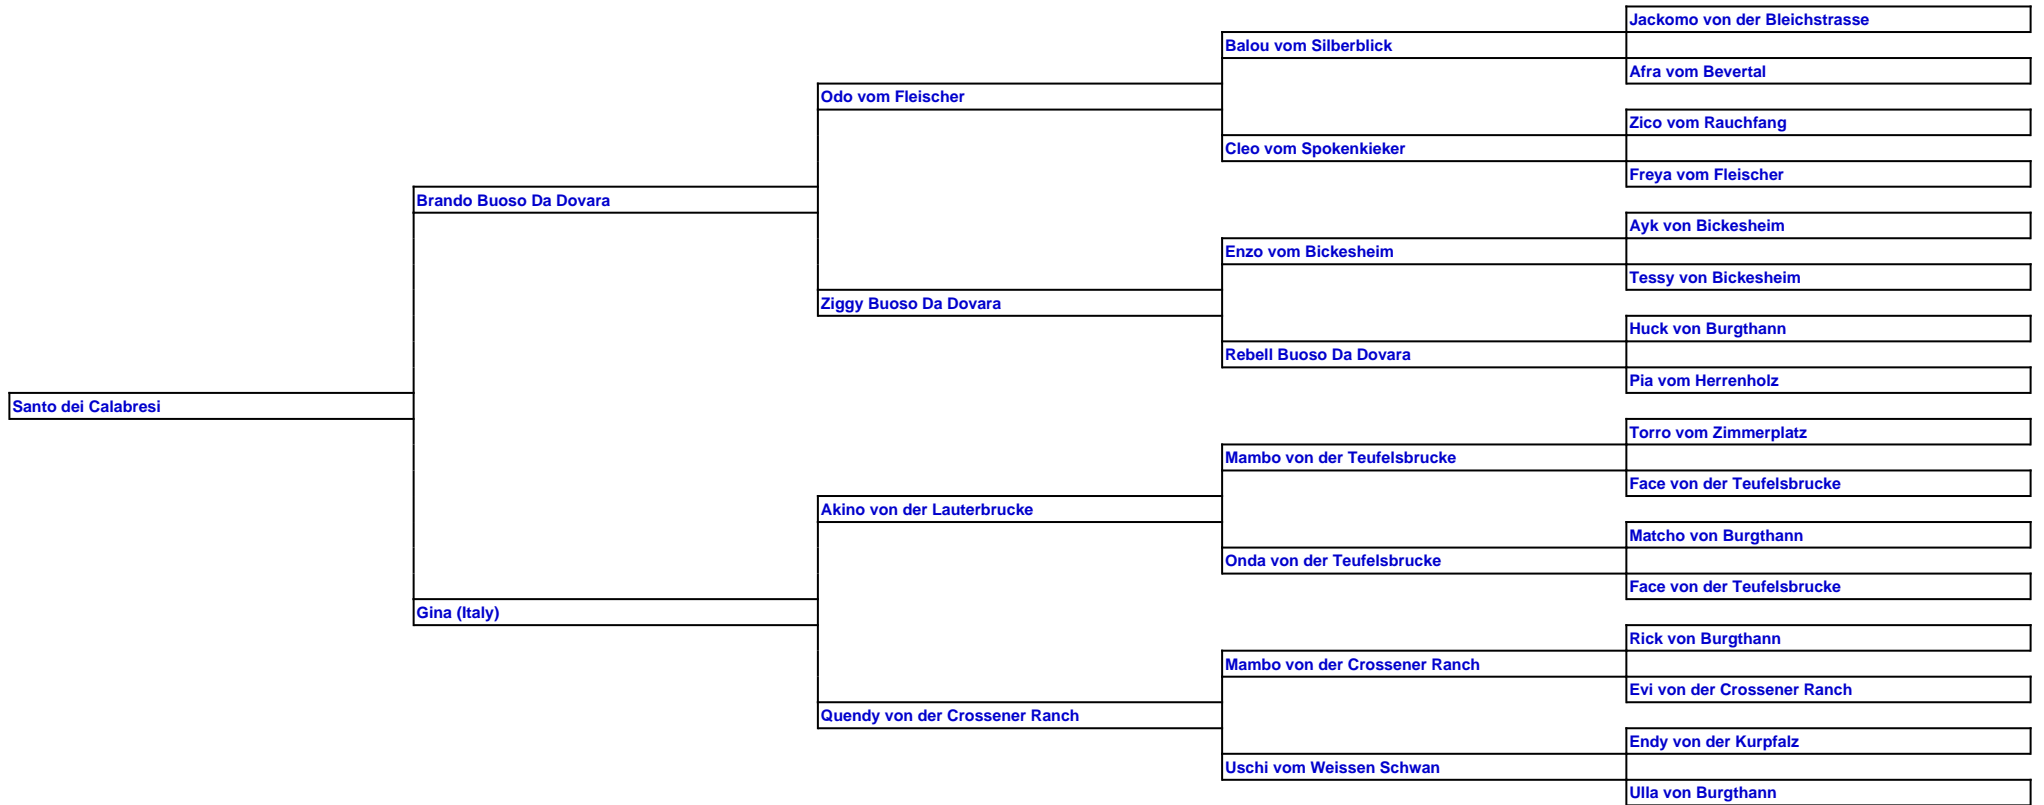 Jackomo von der Bleichstrasse
Balou vom Silberblick
Afra vom Bevertal
Odo vom Fleischer
Zico vom Rauchfang
Cleo vom Spokenkieker
Freya vom Fleischer
Brando Buoso Da Dovara
Ayk von Bickesheim
Enzo vom Bickesheim
Tessy von Bickesheim
Ziggy Buoso Da Dovara
Huck von Burgthann
Rebell Buoso Da Dovara
Pia vom Herrenholz
Santo dei Calabresi
Torro vom Zimmerplatz
Mambo von der Teufelsbrucke
Face von der Teufelsbrucke
Akino von der Lauterbrucke
Matcho von Burgthann
Onda von der Teufelsbrucke
Face von der Teufelsbrucke
Gina (Italy)
Rick von Burgthann
Mambo von der Crossener Ranch
Evi von der Crossener Ranch
Quendy von der Crossener Ranch
Endy von der Kurpfalz
Uschi vom Weissen Schwan
Ulla von Burgthann